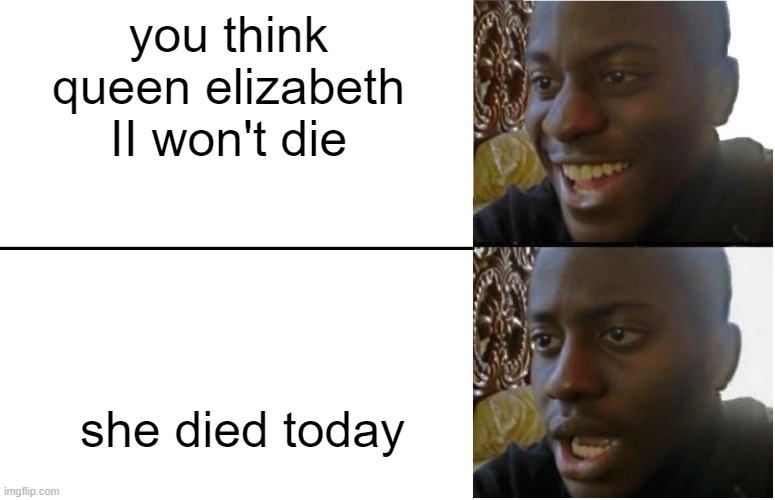 you think
queen elizabeth
II won't die
she died today
imgflip.com